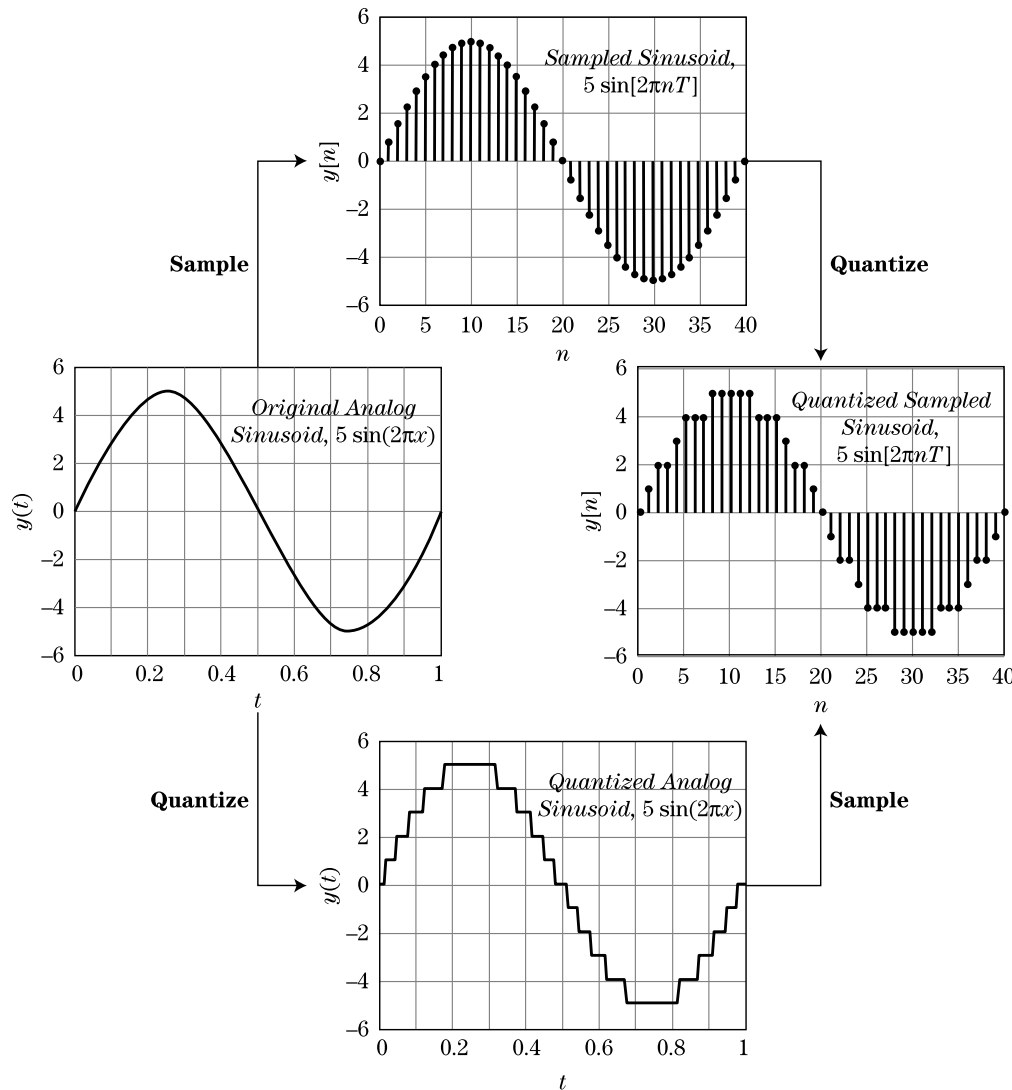 6
4
2
0
–2
–4
–6
y[n]
Sampled Sinusoid,
5 sin[2πnT]
0 5 10 15 20 25 30 35 40
n
Sample
Quantize
6
4
2
0
–2
–4
–6
y(t)
Original Analog
Sinusoid, 5 sin(2πx)
0 0.2 0.4 0.6 0.8 1
t
6
4
2
0
–2
–4
–6
y[n]
Quantized Sampled
Sinusoid,
5 sin[2πnT]
0 5 10 15 20 25 30 35 40
n
Quantize
Sample
6
4
2
0
–2
–4
–6
y(t)
Quantized Analog
Sinusoid, 5 sin(2πx)
0 0.2 0.4 0.6 0.8 1
t